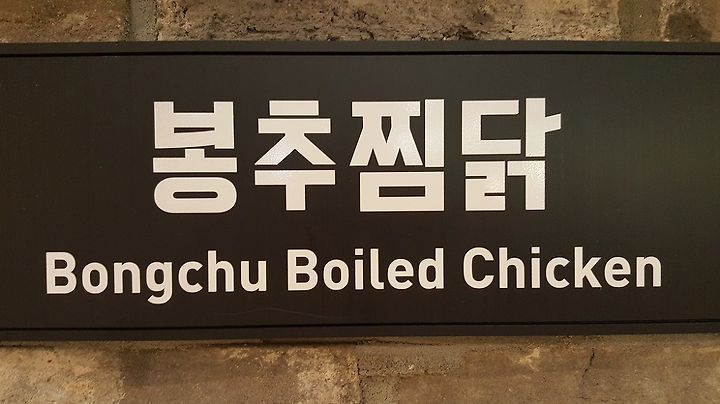 봉추찜닭
Bongchu Boiled Chicken